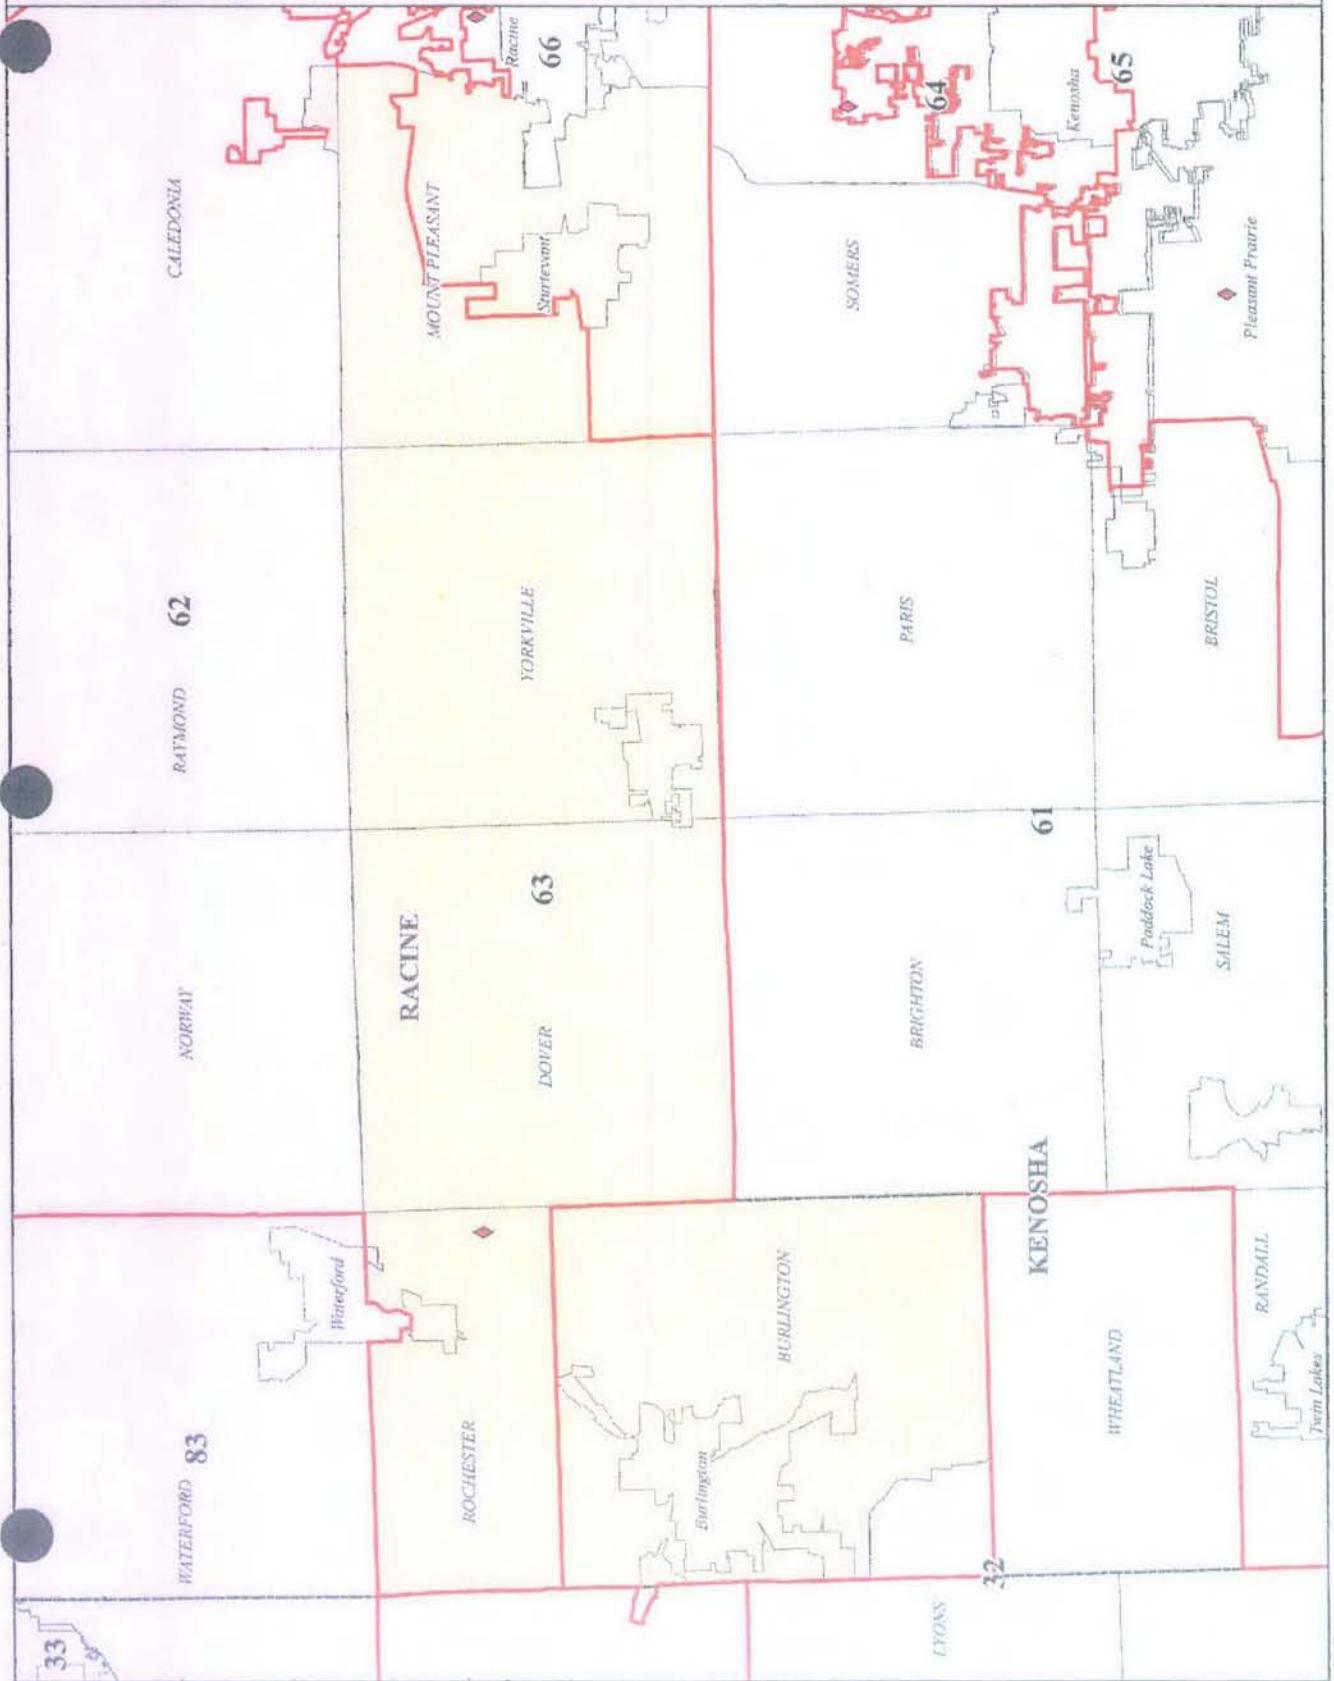 33
WATERFORD
83
Waterford
NORWAY
RAYMOND
62
CALEDONIA
ROCHESTER
RACINE
DOVER
63
YORKVILLE
MOUNT PLEASANT
Sturtevant
Racine
66
Burlington
BURLINGTON
LYONS
32
WHEATLAND
KENOSHA
BRIGHTON
61
PARIS
SOMERS
64
Kenosha
65
Twin Lakes
RANDALL
SALEM
Paddock Lake
BRISTOL
Pleasant Prairie